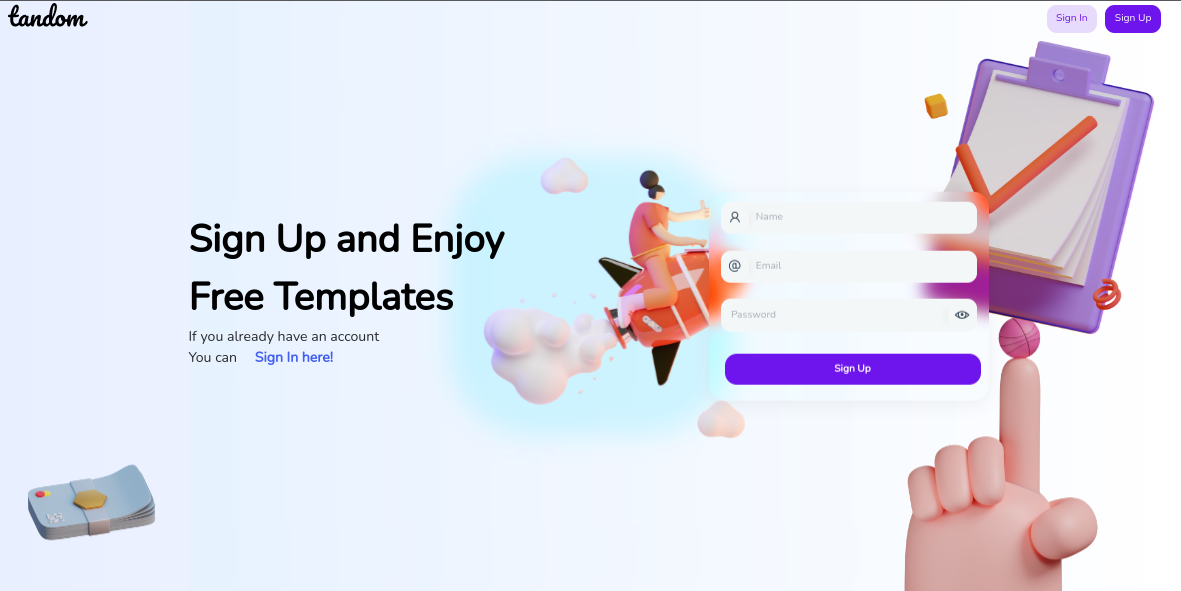 tandom
Sign In
Sign Up
Sign Up and Enjoy
Free Templates
If you already have an account
You can Sign In here!
Name
@ Email
Password
Sign Up